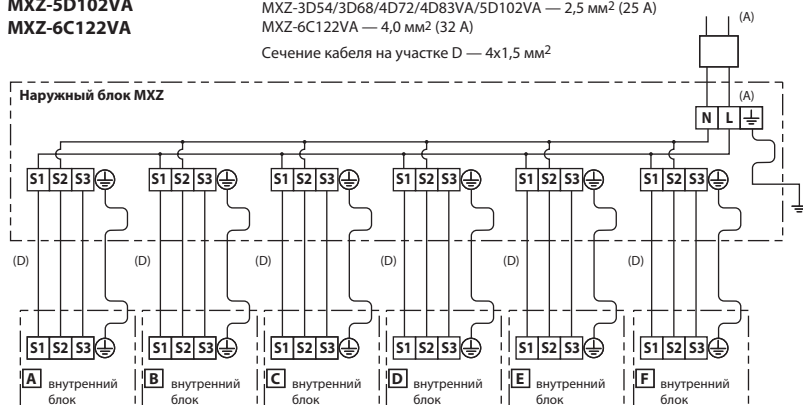 MXZ-5D102VA
MXZ-6C122VA
MXZ-3D54/3D68/4D72/4D83VA/5D102VA — 2,5 мм2 (25 А)
MXZ-6C122VA — 4,0 мм2 (32 А)
Сечение кабеля на участке D — 4x1,5 мм2
(A)
Наружный блок MXZ
(A)
N L
S1 S2 S3 S1 S2 S3 S1 S2 S3 S1 S2 S3 S1 S2 S3 S1 S2 S3
(D) (D) (D) (D) (D) (D)
S1 S2 S3 S1 S2 S3 S1 S2 S3 S1 S2 S3 S1 S2 S3 S1 S2 S3
A внутренний блок
B внутренний блок
C внутренний блок
D внутренний блок
E внутренний блок
F внутренний блок